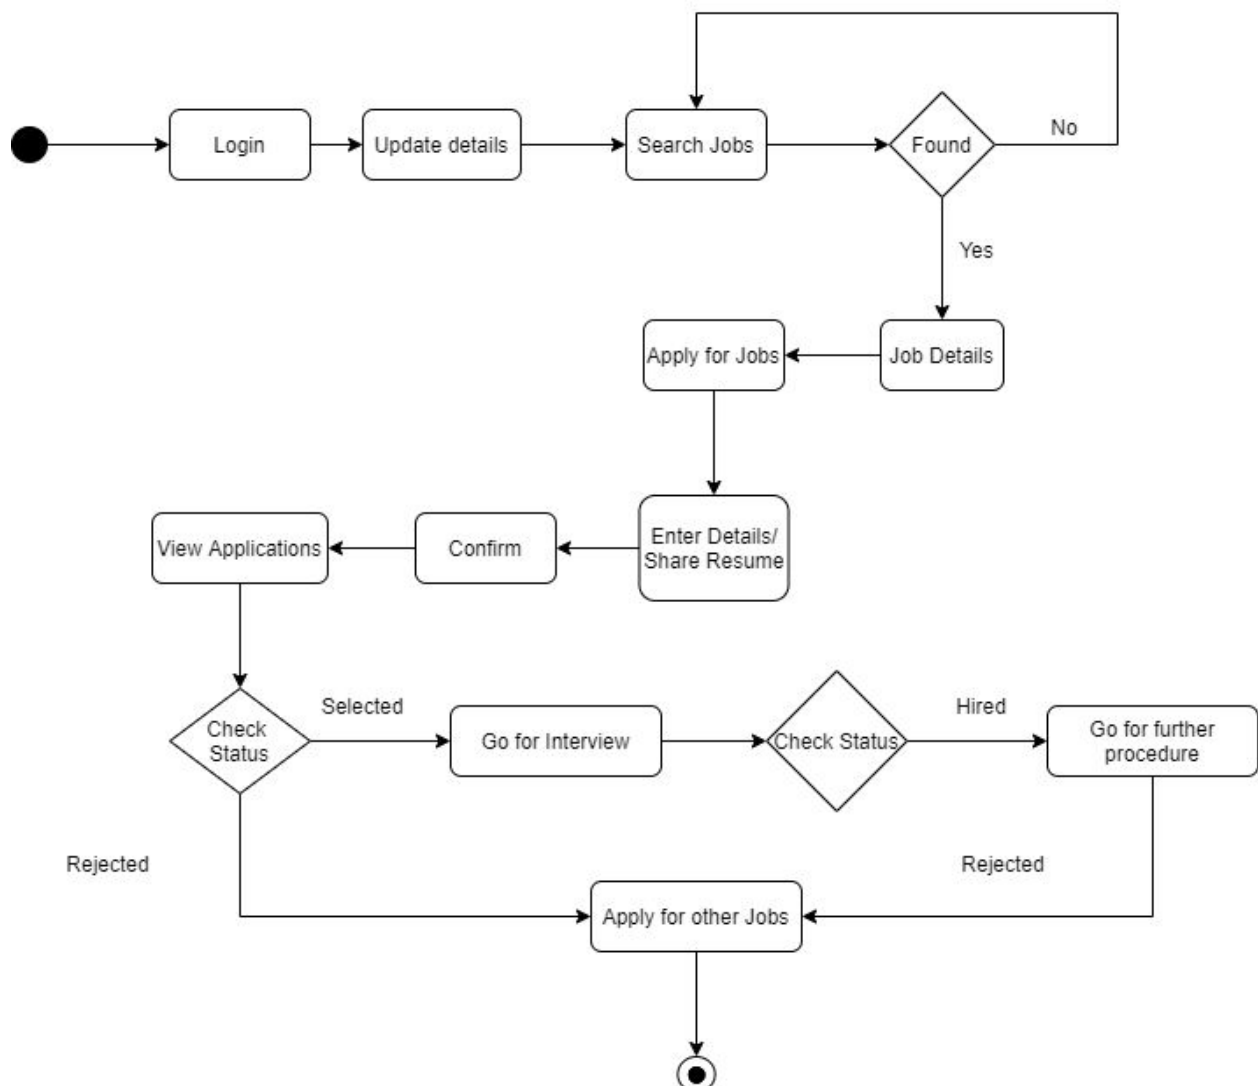 Login
Update details
Search Jobs
Found
No
Yes
Apply for Jobs
Job Details
Enter Details/
Share Resume
Confirm
View Applications
Check
Status
Selected
Go for Interview
Check Status
Hired
Go for further
procedure
Rejected
Rejected
Apply for other Jobs